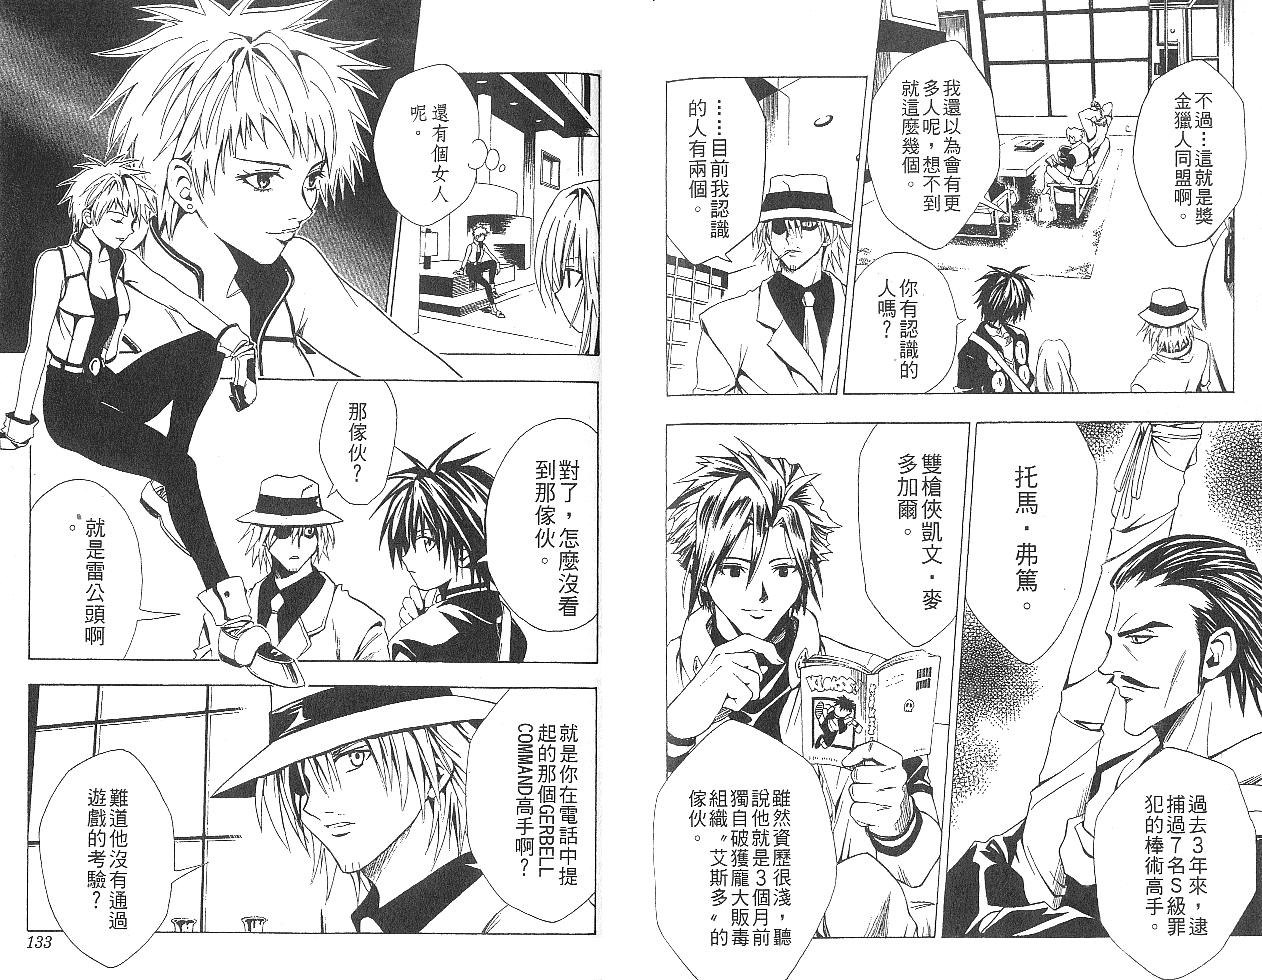 不過…這就是獎
金獵人同盟啊。
我還以為會有更
多人呢，想不到
就這麼幾個。
你有認識的
人嗎？
……目前我認識
的人有兩個。
托馬．弗篤。
過去3年來，逮
捕過7名S級罪
犯的棒術高手。
雙槍俠凱文．麥
多加爾。
雖然資歷很淺，聽
說他就是3個月前
獨自破獲龐大販毒
組織〝艾斯多〞的
傢伙。
還有個女人
呢。
對了，怎麼沒看
到那傢伙。
那傢伙？
就是雷公頭啊
。
就是你在電話中提
起的那個GERBELL
COMMAND高手啊？
難道他沒有通過
遊戲的考驗？
133